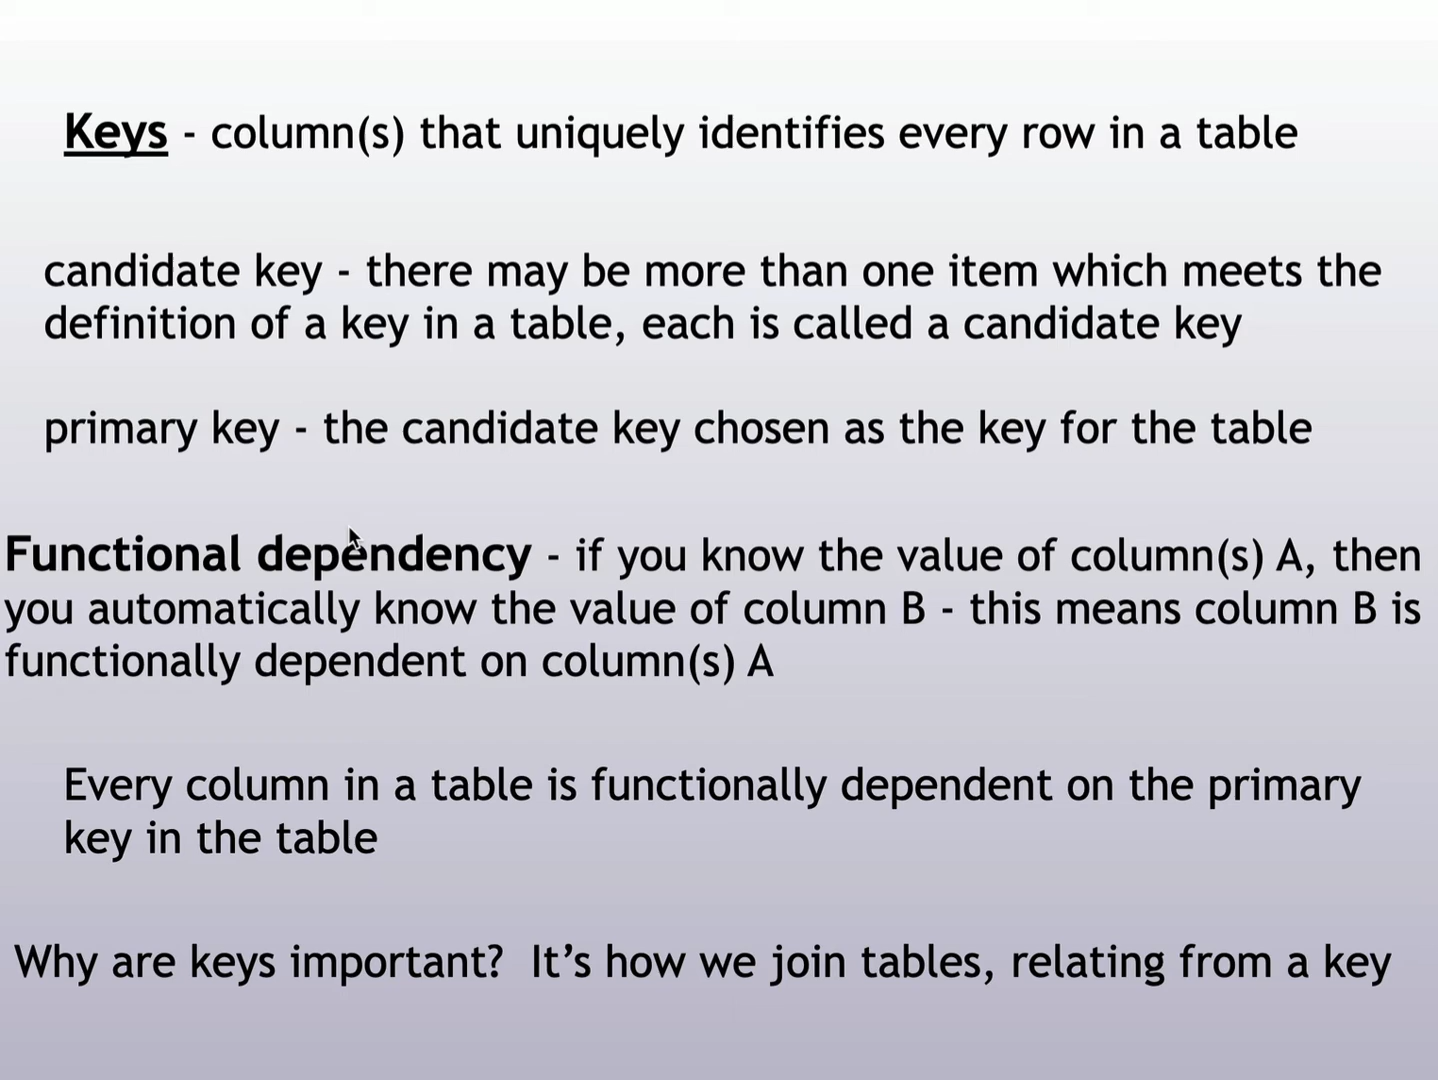 Keys - column(s) that uniquely identifies every row in a table
candidate key - there may be more than one item which meets the
definition of a key in a table, each is called a candidate key
primary key - the candidate key chosen as the key for the table
Functional dependency - if you know the value of column(s) A, then
you automatically know the value of column B - this means column B is
functionally dependent on column(s) A
Every column in a table is functionally dependent on the primary
key in the table
Why are keys important?  It’s how we join tables, relating from a key